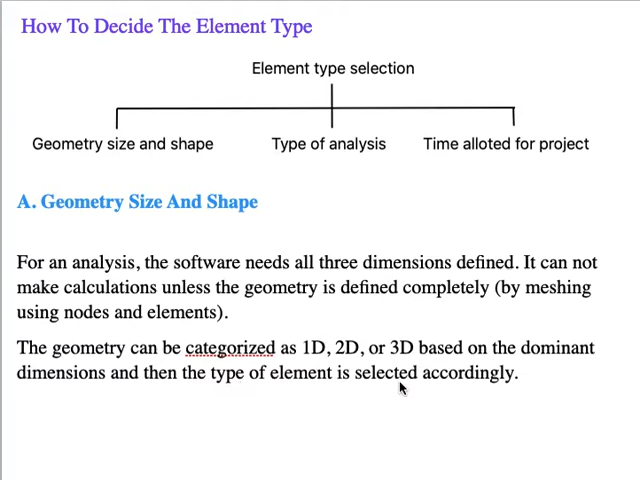 How To Decide The Element Type
Element type selection
Geometry size and shape Type of analysis Time alloted for project
A. Geometry Size And Shape
For an analysis, the software needs all three dimensions defined. It can not
make calculations unless the geometry is defined completely (by meshing
using nodes and elements).
The geometry can be categorized as 1D, 2D, or 3D based on the dominant
dimensions and then the type of element is selected accordingly.